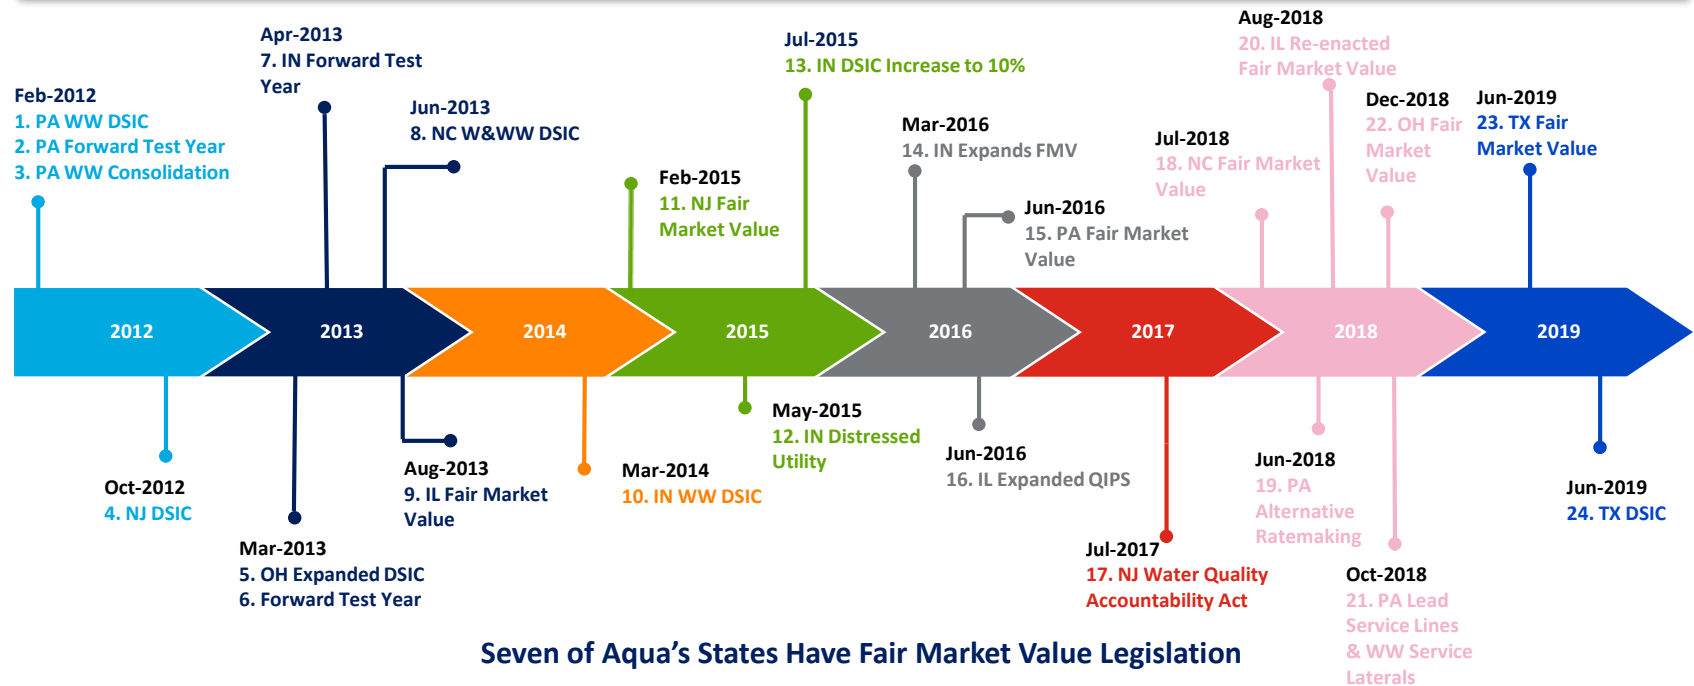 Feb-2012
1. PA WW DSIC
2. PA Forward Test Year
3. PA WW Consolidation
Apr-2013
7. IN Forward Test
Year
Jun-2013
8. NC W&WW DSIC
Feb-2015
11. NJ Fair
Market Value
Jul-2015
13. IN DSIC Increase to 10%
Mar-2016
14. IN Expands FMV
Jun-2016
15. PA Fair Market
Value
Jul-2018
18. NC Fair Market
Value
Aug-2018
20. IL Re-enacted
Fair Market Value
Dec-2018
22. OH Fair
Market
Value
Jun-2019
23. TX Fair
Market Value
2012
2013
2014
2015
2016
2017
2018
2019
Oct-2012
4. NJ DSIC
Mar-2013
5. OH Expanded DSIC
6. Forward Test Year
Aug-2013
9. IL Fair Market
Value
Mar-2014
10. IN WW DSIC
May-2015
12. IN Distressed
Utility
Jun-2016
16. IL Expanded QIPS
Jul-2017
17. NJ Water Quality
Accountability Act
Jun-2018
19. PA
Alternative
Ratemaking
Oct-2018
21. PA Lead
Service Lines
& WW Service
Laterals
Jun-2019
24. TX DSIC
Seven of Aqua's States Have Fair Market Value Legislation